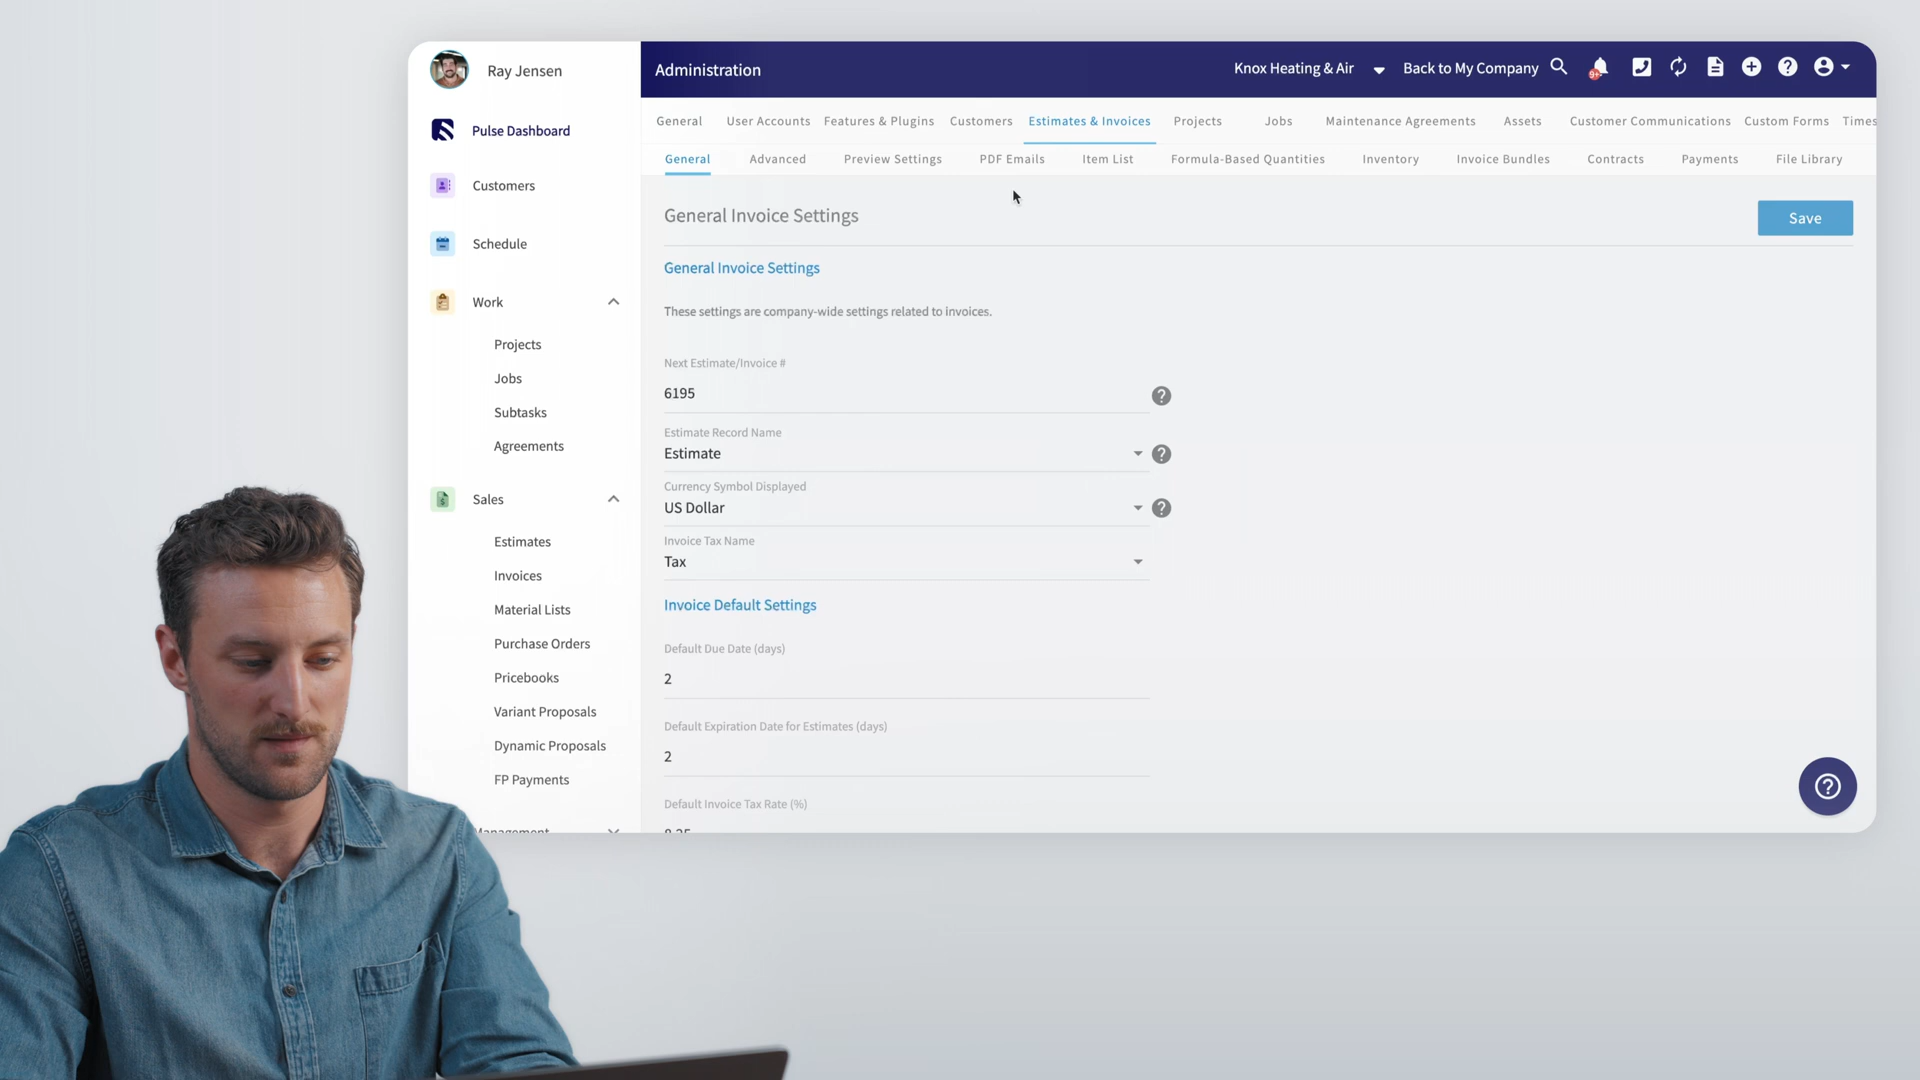 Ray Jensen
Administration
Knox Heating & Air
Back to My Company
9+
General User Accounts Features & Plugins Customers Estimates & Invoices Projects Jobs Maintenance Agreements Assets Customer Communications Custom Forms Times
General Advanced Preview Settings PDF Emails Item List Formula-Based Quantities Inventory Invoice Bundles Contracts Payments File Library
Pulse Dashboard
Customers
Schedule
Work
Projects
Jobs
Subtasks
Agreements
Sales
Estimates
Invoices
Material Lists
Purchase Orders
Pricebooks
Variant Proposals
Dynamic Proposals
FP Payments
Management
General Invoice Settings
Save
General Invoice Settings
These settings are company-wide settings related to invoices.
Next Estimate/Invoice #
6195
Estimate Record Name
Estimate
Currency Symbol Displayed
US Dollar
Invoice Tax Name
Tax
Invoice Default Settings
Default Due Date (days)
2
Default Expiration Date for Estimates (days)
2
Default Invoice Tax Rate (%)
8.25